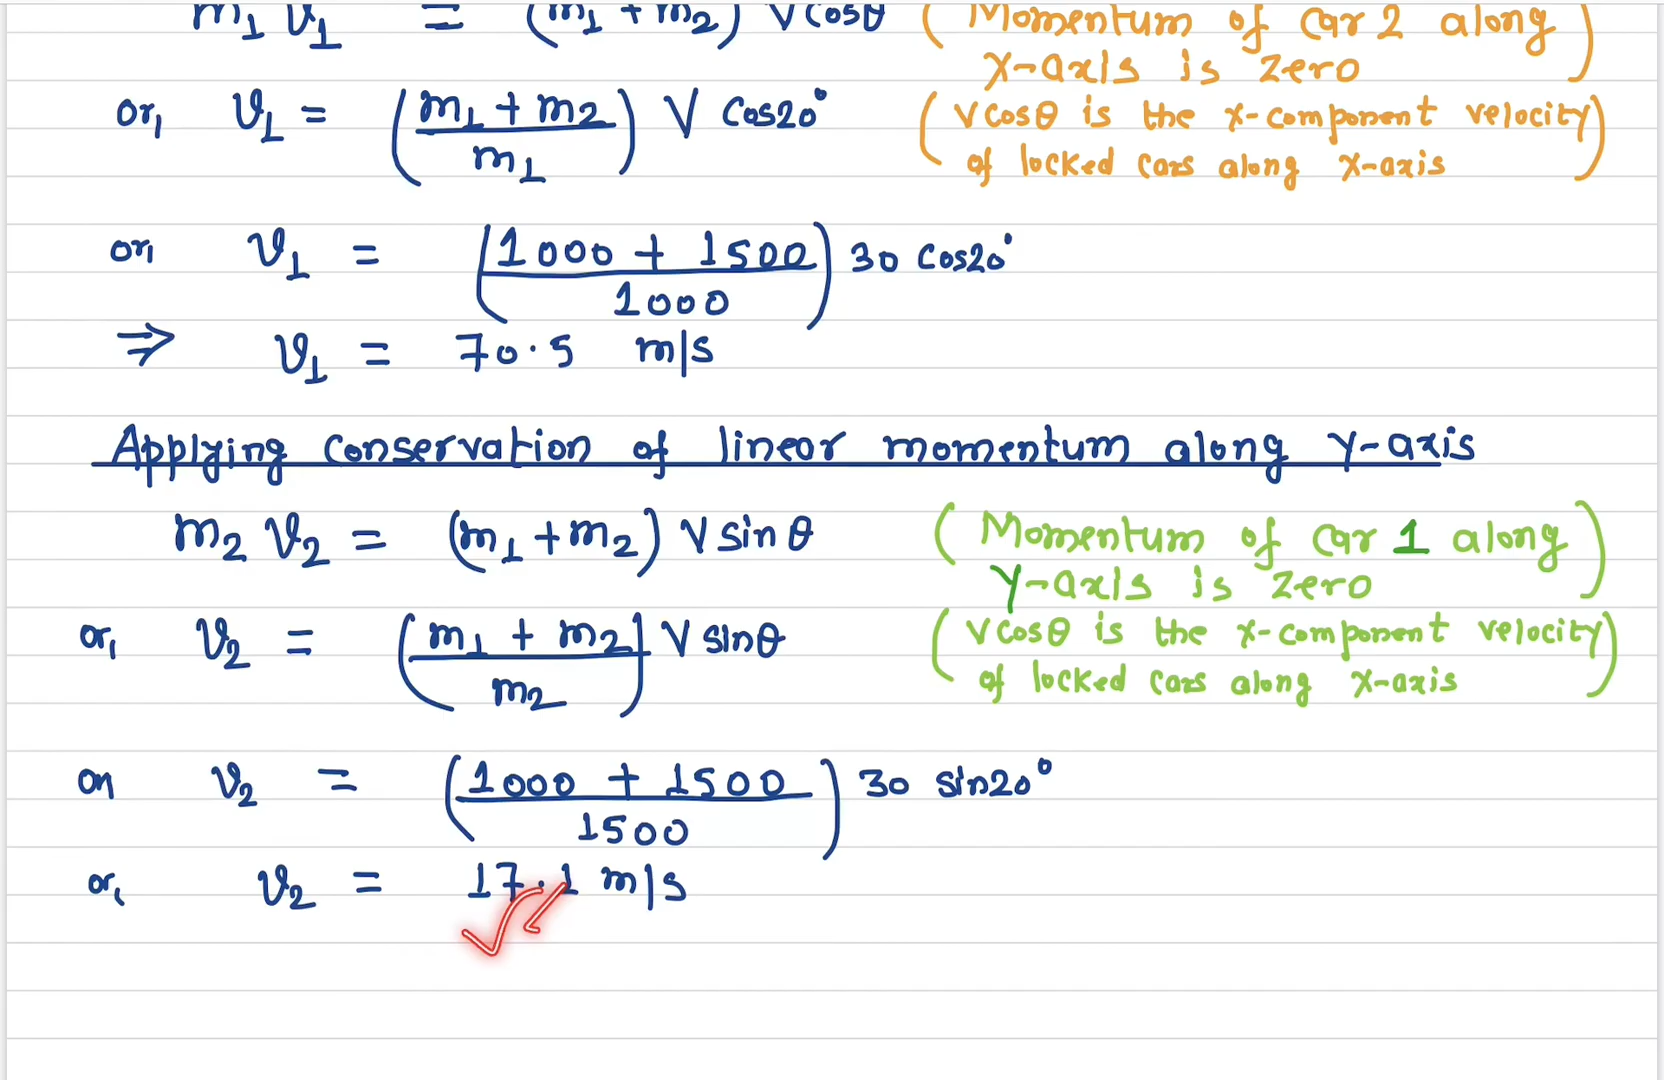 m₁ v₁ = (m₁ + m₂) V cosθ (Momentum of car 2 along
X-axis is zero)
or, v₁ = ((m₁ + m₂)/m₁) V cos20° (V cosθ is the x-component velocity
of locked cars along X-axis)
or, v₁ = ((1000 + 1500)/1000) 30 cos20°
⇒ v₁ = 70.5 m/s
Applying conservation of linear momentum along Y-axis
m₂ v₂ = (m₁ + m₂) V sinθ (Momentum of car 1 along
Y-axis is zero)
or, v₂ = ((m₁ + m₂)/m₂) V sinθ (V cosθ is the x-component velocity
of locked cars along X-axis)
or v₂ = ((1000 + 1500)/1500) 30 sin20°
or, v₂ = 17.1 m/s